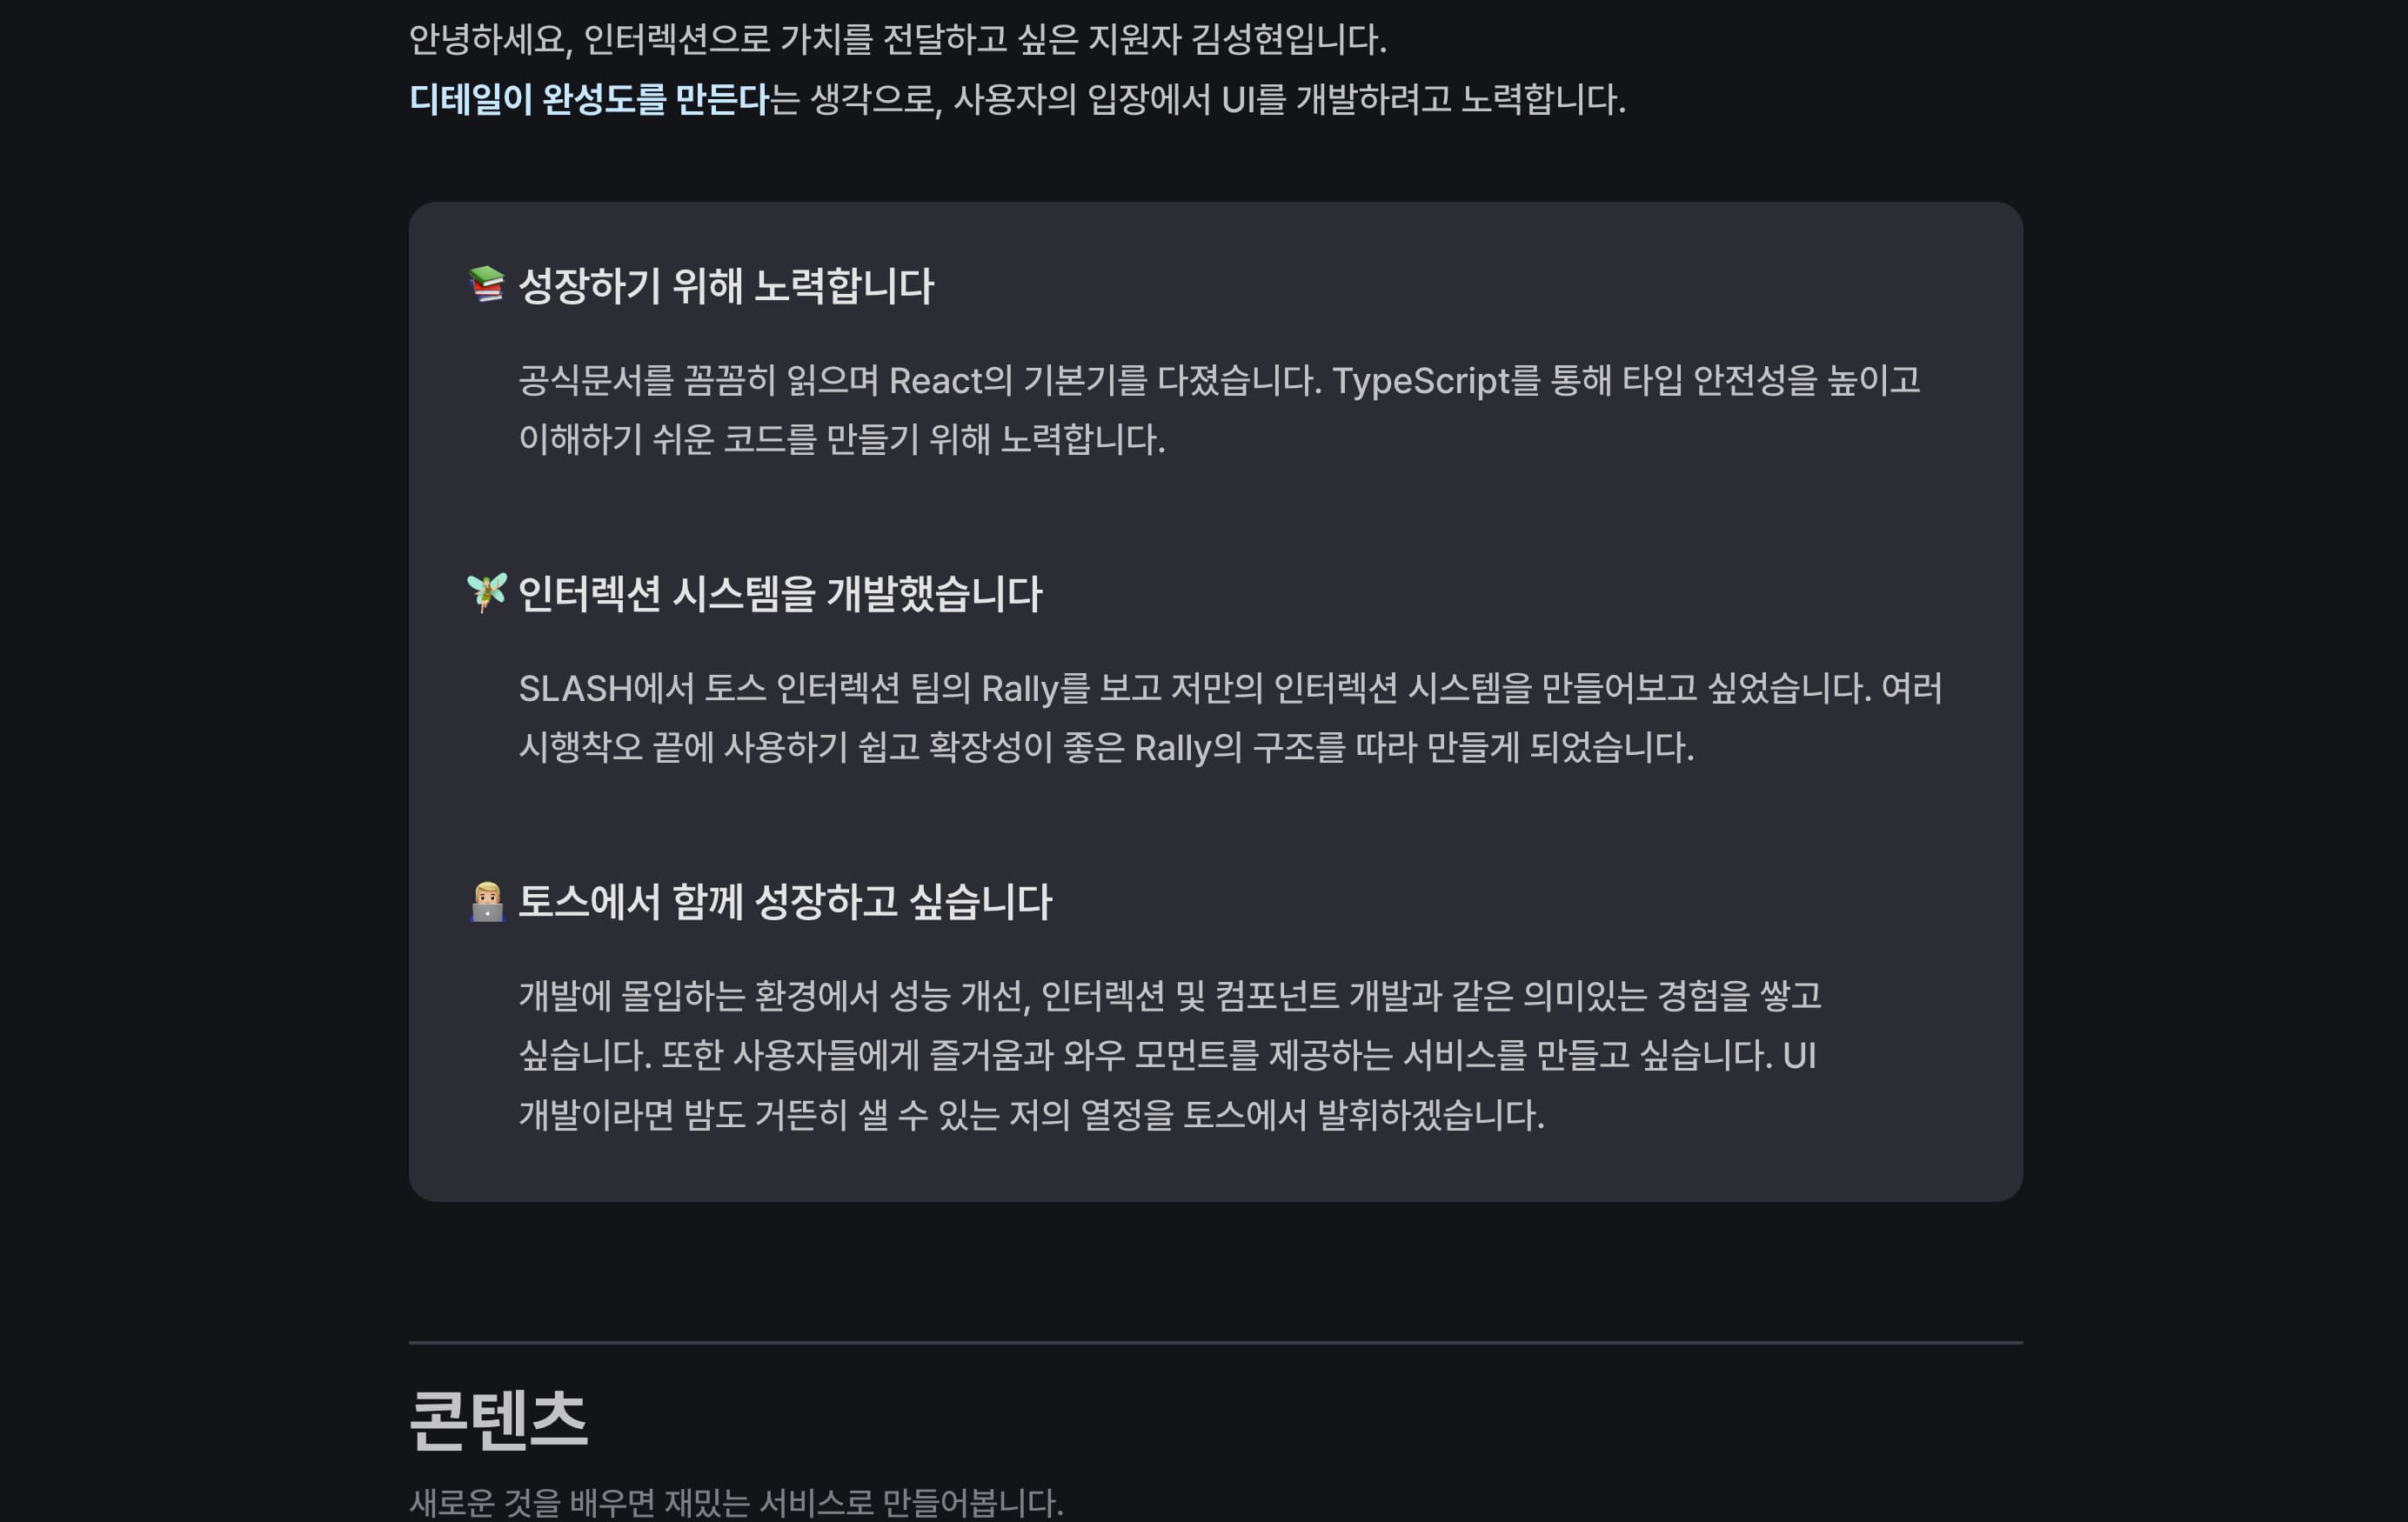 안녕하세요, 인터렉션으로 가치를 전달하고 싶은 지원자 김성현입니다.
디테일이 완성도를 만든다는 생각으로, 사용자의 입장에서 UI를 개발하려고 노력합니다.
📚 성장하기 위해 노력합니다
공식문서를 꼼꼼히 읽으며 React의 기본기를 다졌습니다. TypeScript를 통해 타입 안전성을 높이고
이해하기 쉬운 코드를 만들기 위해 노력합니다.
🧚 인터렉션 시스템을 개발했습니다
SLASH에서 토스 인터렉션 팀의 Rally를 보고 저만의 인터렉션 시스템을 만들어보고 싶었습니다. 여러
시행착오 끝에 사용하기 쉽고 확장성이 좋은 Rally의 구조를 따라 만들게 되었습니다.
🧑🏼‍💻 토스에서 함께 성장하고 싶습니다
개발에 몰입하는 환경에서 성능 개선, 인터렉션 및 컴포넌트 개발과 같은 의미있는 경험을 쌓고
싶습니다. 또한 사용자들에게 즐거움과 와우 모먼트를 제공하는 서비스를 만들고 싶습니다. UI
개발이라면 밤도 거뜬히 샐 수 있는 저의 열정을 토스에서 발휘하겠습니다.
콘텐츠
새로운 것을 배우면 재밌는 서비스로 만들어봅니다.